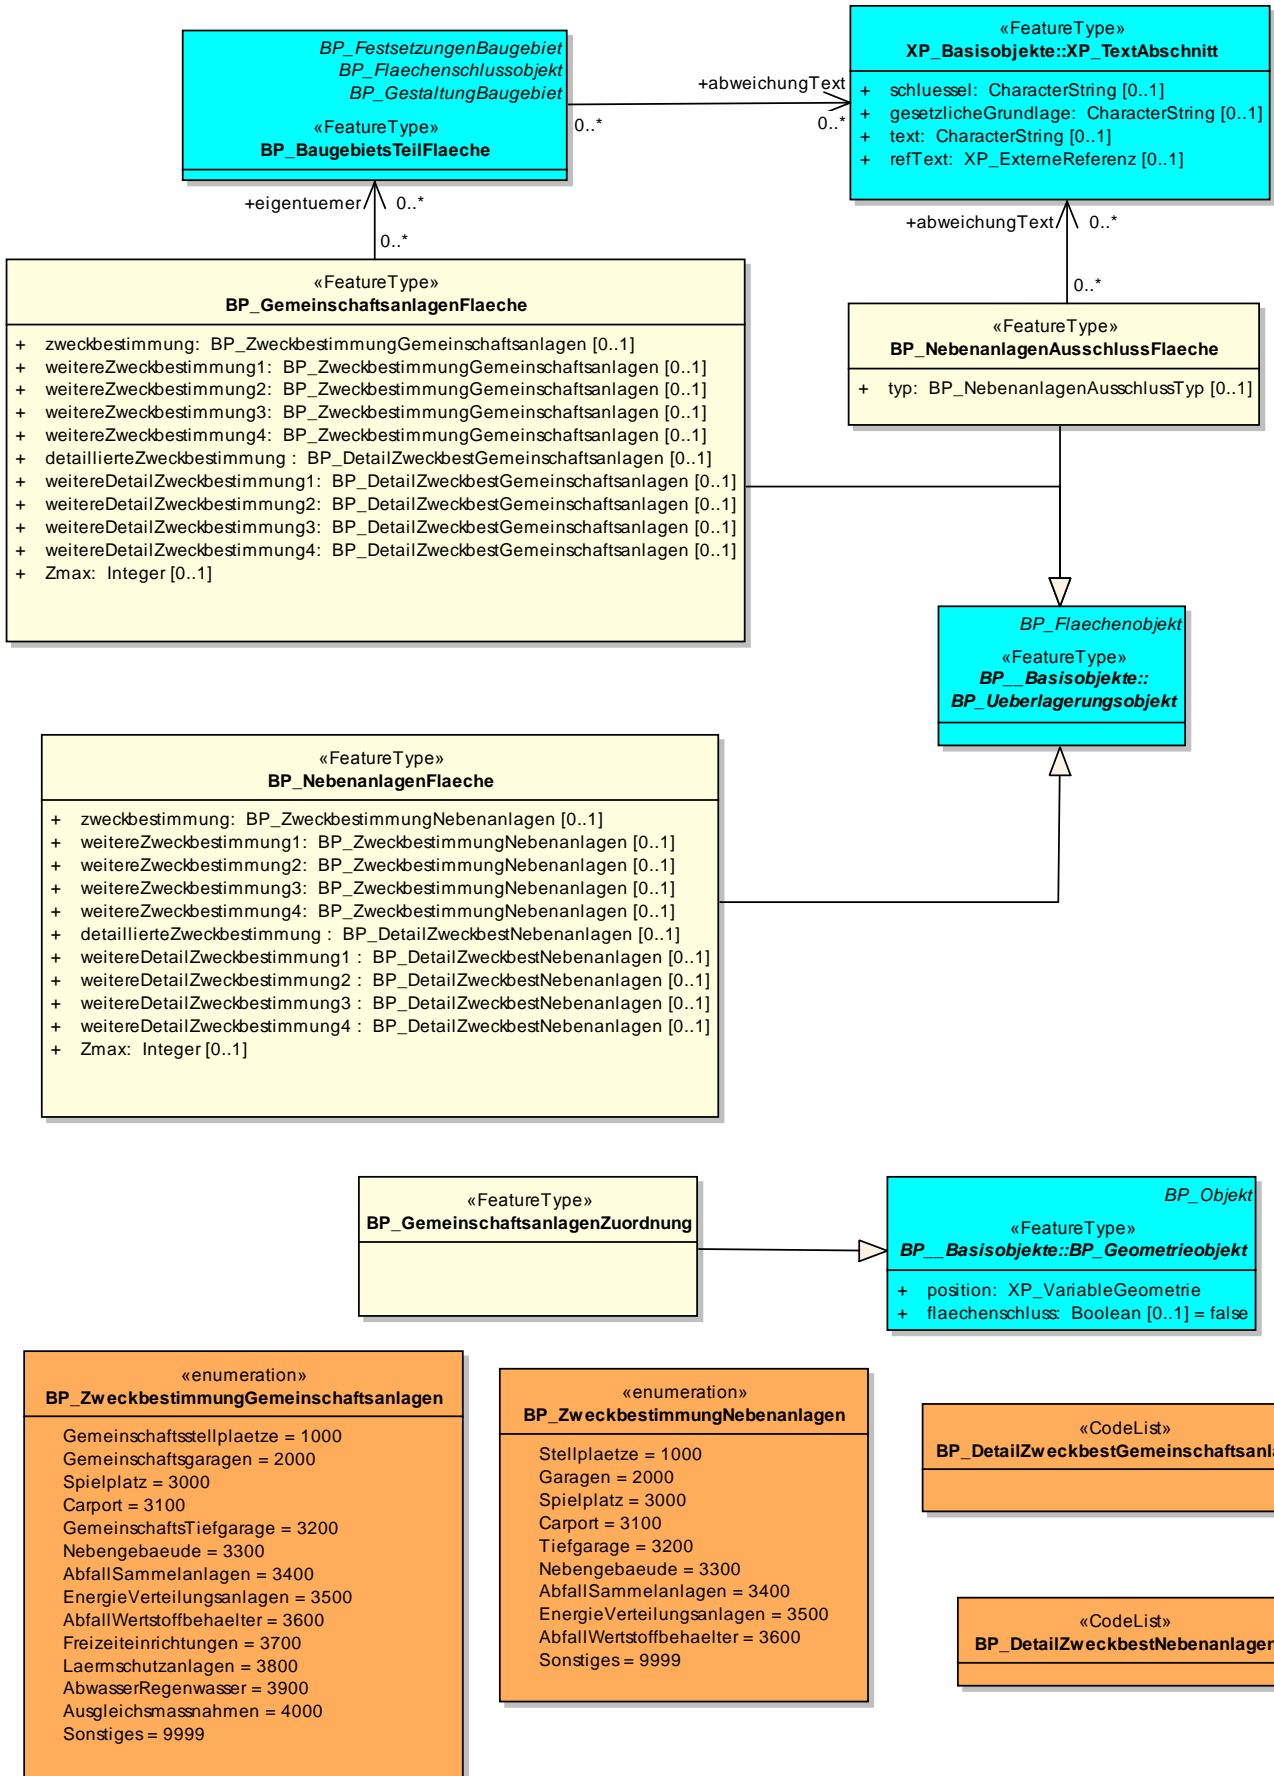 BP_FestsetzungenBaugebiet
BP_Flaechenschlussobjekt
BP_GestaltungBaugebiet
«FeatureType»
BP_BaugebietsTeilFlaeche
+abweichungText
0..*
0..*
«FeatureType»
XP_Basisobjekte::XP_TextAbschnitt
+ schluessel: CharacterString [0..1]
+ gesetzlicheGrundlage: CharacterString [0..1]
+ text: CharacterString [0..1]
+ refText: XP_ExterneReferenz [0..1]
+eigentuemer
0..*
0..*
+abweichungText
0..*
0..*
«FeatureType»
BP_GemeinschaftsanlagenFlaeche
+ zweckbestimmung: BP_ZweckbestimmungGemeinschaftsanlagen [0..1]
+ weitereZweckbestimmung1: BP_ZweckbestimmungGemeinschaftsanlagen [0..1]
+ weitereZweckbestimmung2: BP_ZweckbestimmungGemeinschaftsanlagen [0..1]
+ weitereZweckbestimmung3: BP_ZweckbestimmungGemeinschaftsanlagen [0..1]
+ weitereZweckbestimmung4: BP_ZweckbestimmungGemeinschaftsanlagen [0..1]
+ detaillierteZweckbestimmung : BP_DetailZweckbestGemeinschaftsanlagen [0..1]
+ weitereDetailZweckbestimmung1: BP_DetailZweckbestGemeinschaftsanlagen [0..1]
+ weitereDetailZweckbestimmung2: BP_DetailZweckbestGemeinschaftsanlagen [0..1]
+ weitereDetailZweckbestimmung3: BP_DetailZweckbestGemeinschaftsanlagen [0..1]
+ weitereDetailZweckbestimmung4: BP_DetailZweckbestGemeinschaftsanlagen [0..1]
+ Zmax: Integer [0..1]
«FeatureType»
BP_NebenanlagenAusschlussFlaeche
+ typ: BP_NebenanlagenAusschlussTyp [0..1]
BP_Flaechenobjekt
«FeatureType»
BP__Basisobjekte::
BP_Ueberlagerungsobjekt
«FeatureType»
BP_NebenanlagenFlaeche
+ zweckbestimmung: BP_ZweckbestimmungNebenanlagen [0..1]
+ weitereZweckbestimmung1: BP_ZweckbestimmungNebenanlagen [0..1]
+ weitereZweckbestimmung2: BP_ZweckbestimmungNebenanlagen [0..1]
+ weitereZweckbestimmung3: BP_ZweckbestimmungNebenanlagen [0..1]
+ weitereZweckbestimmung4: BP_ZweckbestimmungNebenanlagen [0..1]
+ detaillierteZweckbestimmung : BP_DetailZweckbestNebenanlagen [0..1]
+ weitereDetailZweckbestimmung1 : BP_DetailZweckbestNebenanlagen [0..1]
+ weitereDetailZweckbestimmung2 : BP_DetailZweckbestNebenanlagen [0..1]
+ weitereDetailZweckbestimmung3 : BP_DetailZweckbestNebenanlagen [0..1]
+ weitereDetailZweckbestimmung4 : BP_DetailZweckbestNebenanlagen [0..1]
+ Zmax: Integer [0..1]
«FeatureType»
BP_GemeinschaftsanlagenZuordnung
BP_Objekt
«FeatureType»
BP__Basisobjekte::BP_Geometrieobjekt
+ position: XP_VariableGeometrie
+ flaechenschluss: Boolean [0..1] = false
«enumeration»
BP_ZweckbestimmungGemeinschaftsanlagen
Gemeinschaftsstellplaetze = 1000
Gemeinschaftsgaragen = 2000
Spielplatz = 3000
Carport = 3100
GemeinschaftsTiefgarage = 3200
Nebengebaeude = 3300
AbfallSammelanlagen = 3400
EnergieVerteilungsanlagen = 3500
AbfallWertstoffbehaelter = 3600
Freizeiteinrichtungen = 3700
Laermschutzanlagen = 3800
AbwasserRegenwasser = 3900
Ausgleichsmassnahmen = 4000
Sonstiges = 9999
«enumeration»
BP_ZweckbestimmungNebenanlagen
Stellplaetze = 1000
Garagen = 2000
Spielplatz = 3000
Carport = 3100
Tiefgarage = 3200
Nebengebaeude = 3300
AbfallSammelanlagen = 3400
EnergieVerteilungsanlagen = 3500
AbfallWertstoffbehaelter = 3600
Sonstiges = 9999
«CodeList»
BP_DetailZweckbestGemeinschaftsanl
«CodeList»
BP_DetailZweckbestNebenanlagen